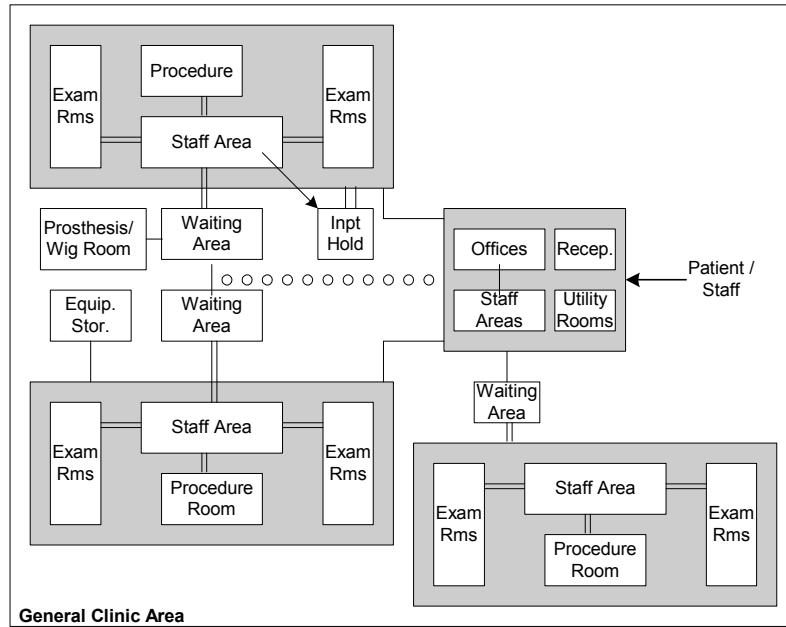 Procedure
Exam
Rms
Staff Area
Exam
Rms
Prosthesis/
Wig Room
Waiting
Area
Inpt
Hold
Offices
Recep.
Staff
Areas
Utility
Rooms
Patient /
Staff
Equip.
Stor.
Waiting
Area
Waiting
Area
Exam
Rms
Staff Area
Exam
Rms
Procedure
Room
Exam
Rms
Staff Area
Exam
Rms
Procedure
Room
General Clinic Area